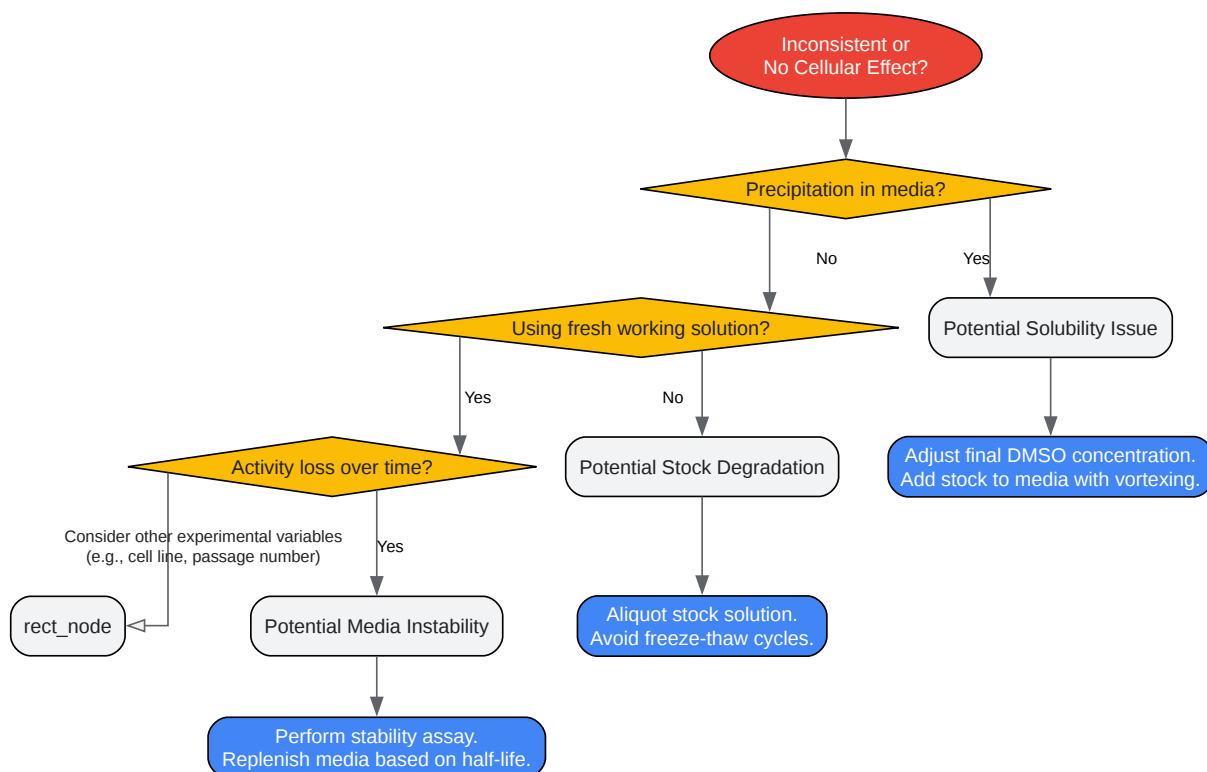 Inconsistent or
No Cellular Effect?
Precipitation in media?
No
Yes
Using fresh working solution?
Potential Solubility Issue
Yes
No
Activity loss over time?
Potential Stock Degradation
Adjust final DMSO concentration.
Add stock to media with vortexing.
Consider other experimental variables
(e.g., cell line, passage number)
Yes
rect_node
Potential Media Instability
Aliquot stock solution.
Avoid freeze-thaw cycles.
Perform stability assay.
Replenish media based on half-life.